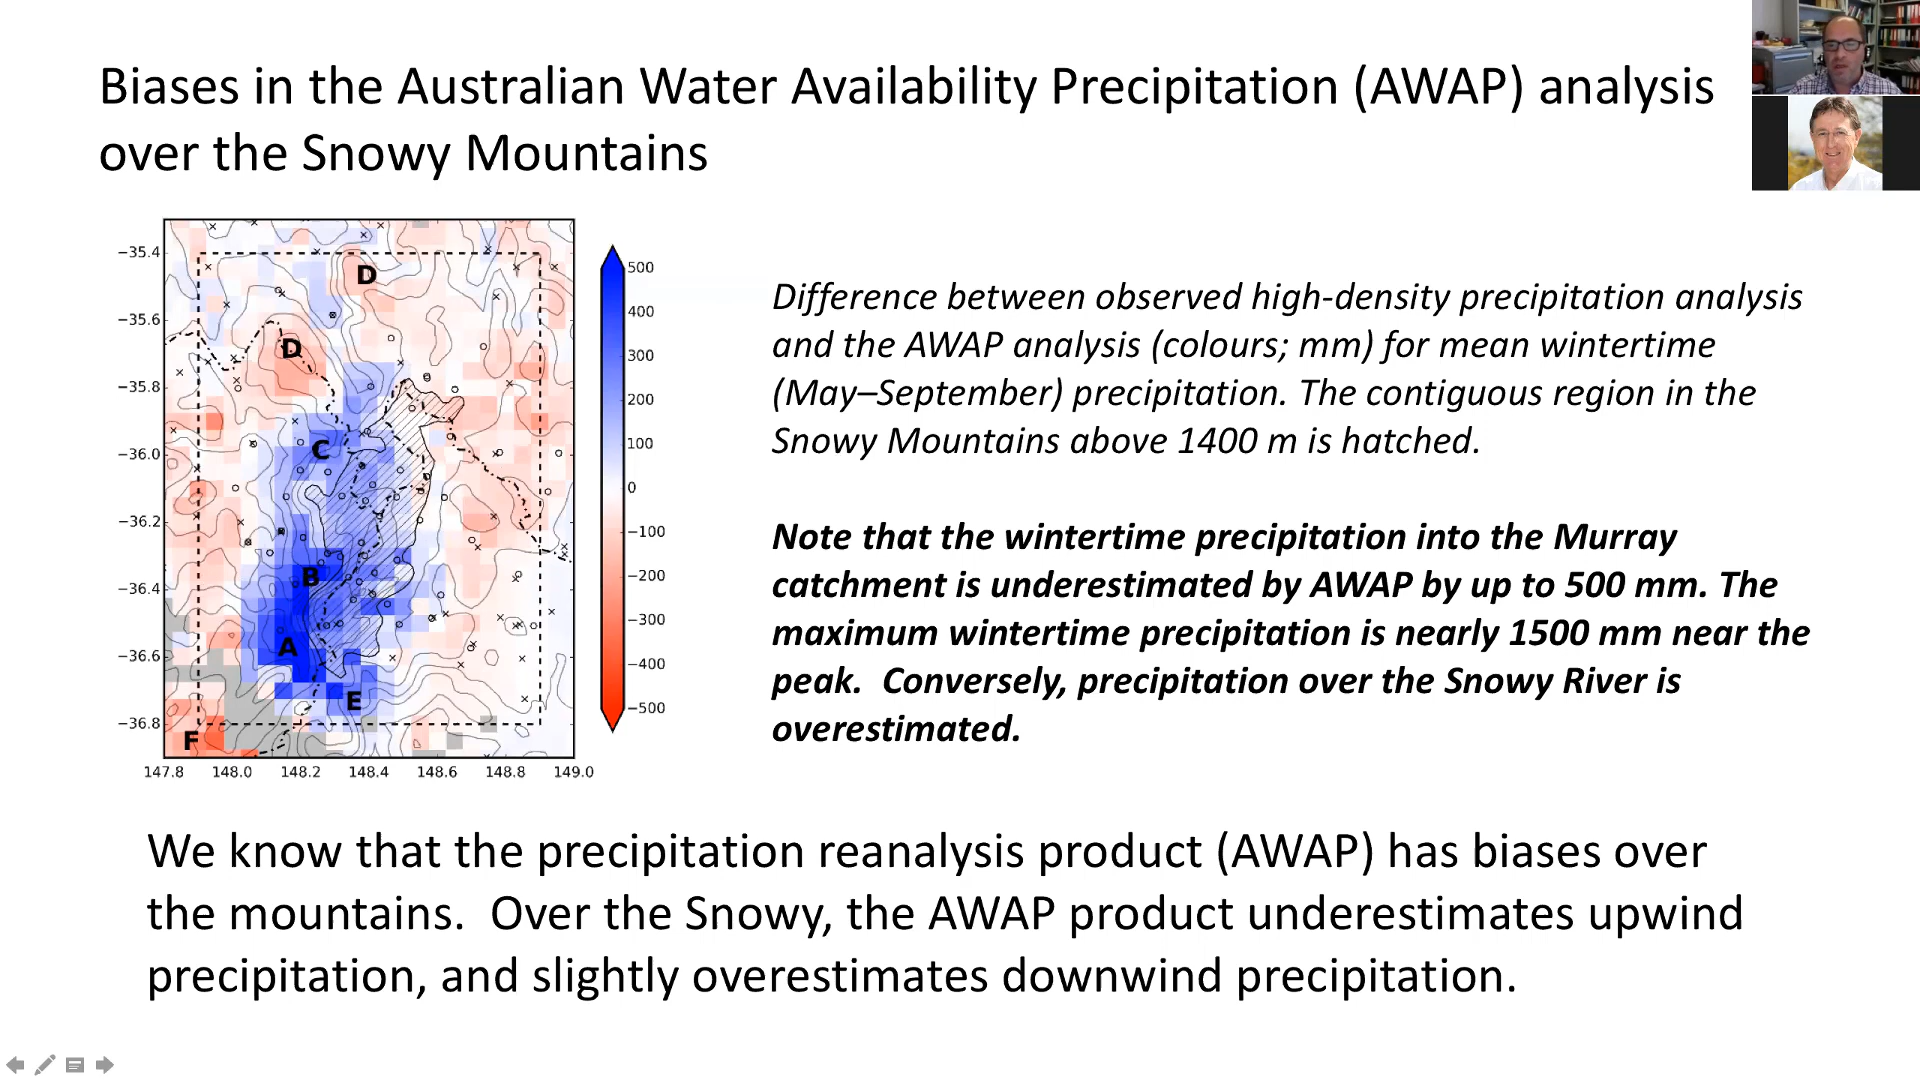 Biases in the Australian Water Availability Precipitation (AWAP) analysis
over the Snowy Mountains
−35.4
−35.6
−35.8
−36.0
−36.2
−36.4
−36.6
−36.8
147.8 148.0 148.2 148.4 148.6 148.8 149.0
D
D
C
B
A
E
F
500
400
300
200
100
0
−100
−200
−300
−400
−500
Difference between observed high-density precipitation analysis
and the AWAP analysis (colours; mm) for mean wintertime
(May–September) precipitation. The contiguous region in the
Snowy Mountains above 1400 m is hatched.
Note that the wintertime precipitation into the Murray
catchment is underestimated by AWAP by up to 500 mm. The
maximum wintertime precipitation is nearly 1500 mm near the
peak.  Conversely, precipitation over the Snowy River is
overestimated.
We know that the precipitation reanalysis product (AWAP) has biases over
the mountains.  Over the Snowy, the AWAP product underestimates upwind
precipitation, and slightly overestimates downwind precipitation.